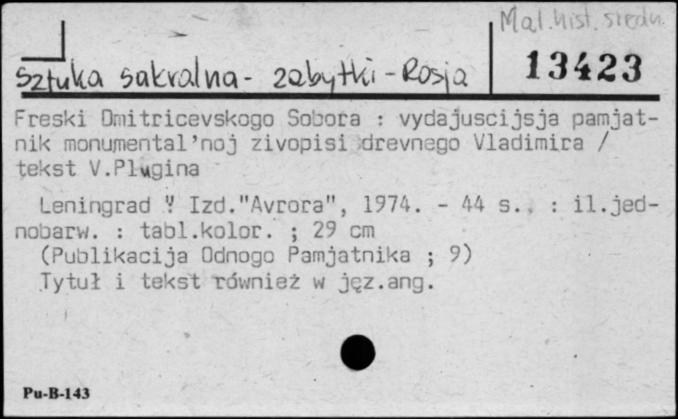 Mal. hist. sredn.
Sztuka sakralna - zabytki - Rosja
13423
Freski Dmitricevskogo Sobora : vydajuscijsja pamjat-
nik monumental'noj zivopisi drevnego Vladimira /
tekst V.Plugina
Leningrad : Izd."Avrora", 1974. - 44 s. : il.jed-
nobarw. : tabl.kolor. ; 29 cm
(Publikacija Odnogo Pamjatnika ; 9)
Tytuł i tekst również w jęz.ang.
Pu-B-143